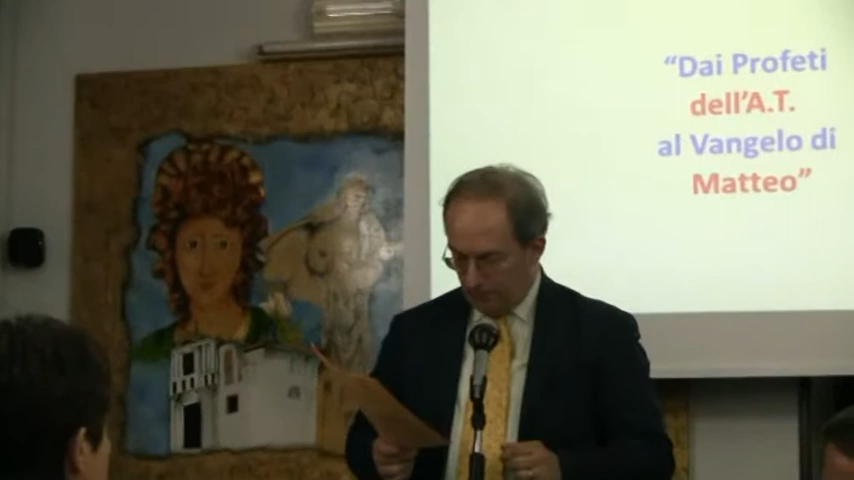 “Dai Profeti
dell’A.T.
al Vangelo di
Matteo”